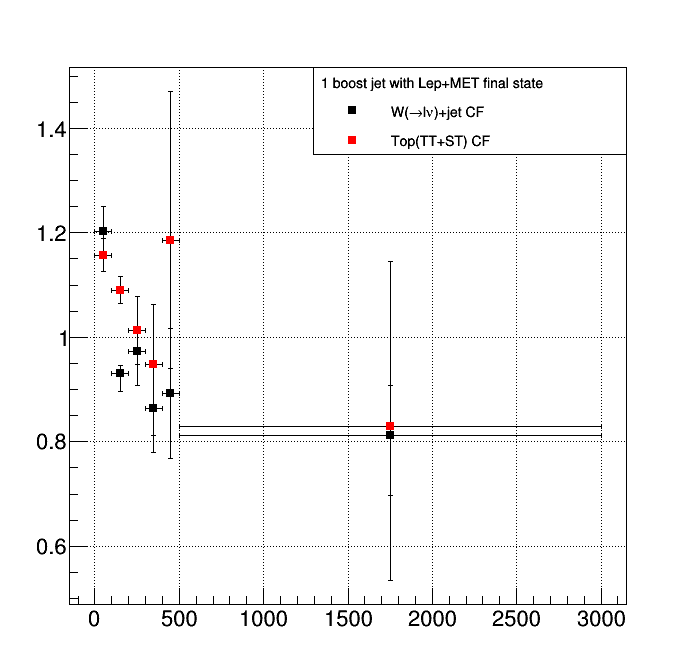 1 boost jet with Lep+MET final state
W(→lν)+jet CF
Top(TT+ST) CF
1.4
1.2
1
0.8
0.6
0 500 1000 1500 2000 2500 3000